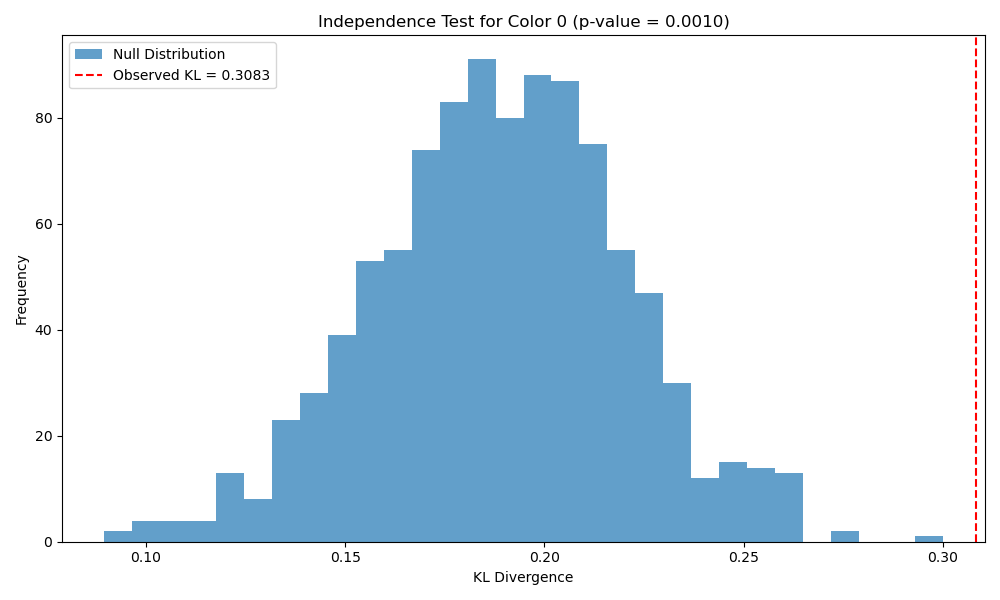 Independence Test for Color 0 (p-value = 0.0010)
Null Distribution
Observed KL = 0.3083
Frequency
80
60
40
20
0
0.10 0.15 0.20 0.25 0.30
KL Divergence